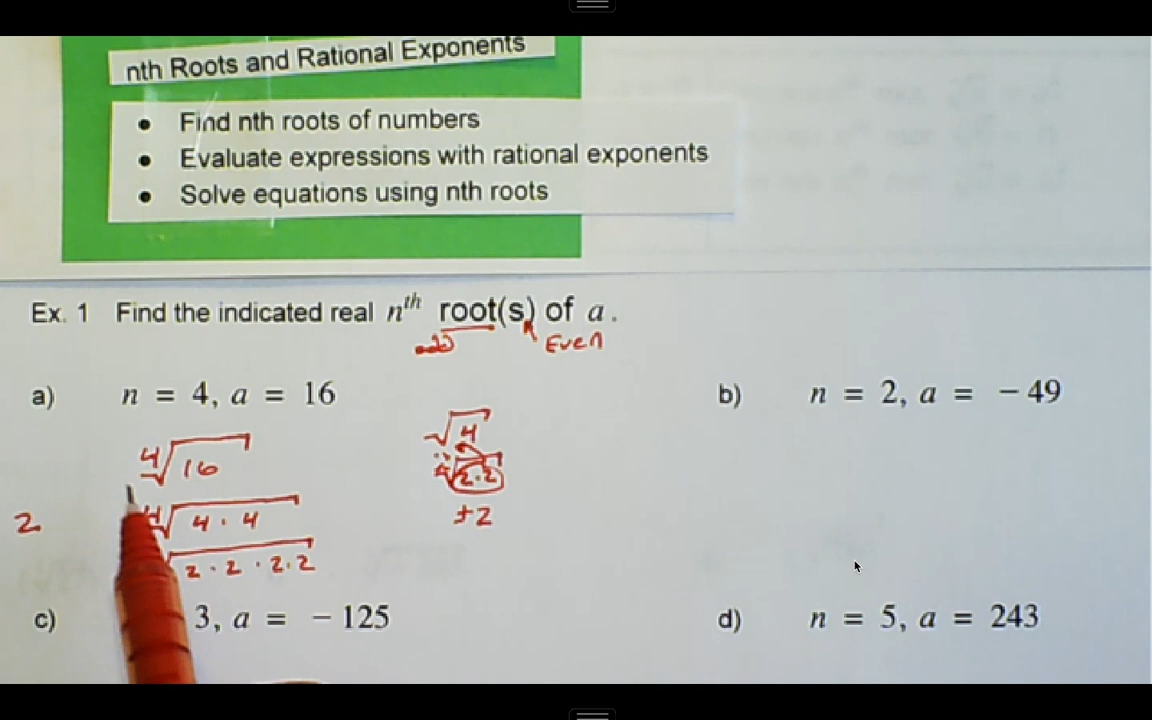 nth Roots and Rational Exponents
• Find nth roots of numbers
• Evaluate expressions with rational exponents
• Solve equations using nth roots
Ex. 1 Find the indicated real nᵗʰ root(s) of a.
odd Even
a) n = 4, a = 16
b) n = 2, a = − 49
∜16
√4
∜4 · 4
√2·2
2
±2
√2 · 2 · 2 · 2
c) 3, a = − 125
d) n = 5, a = 243